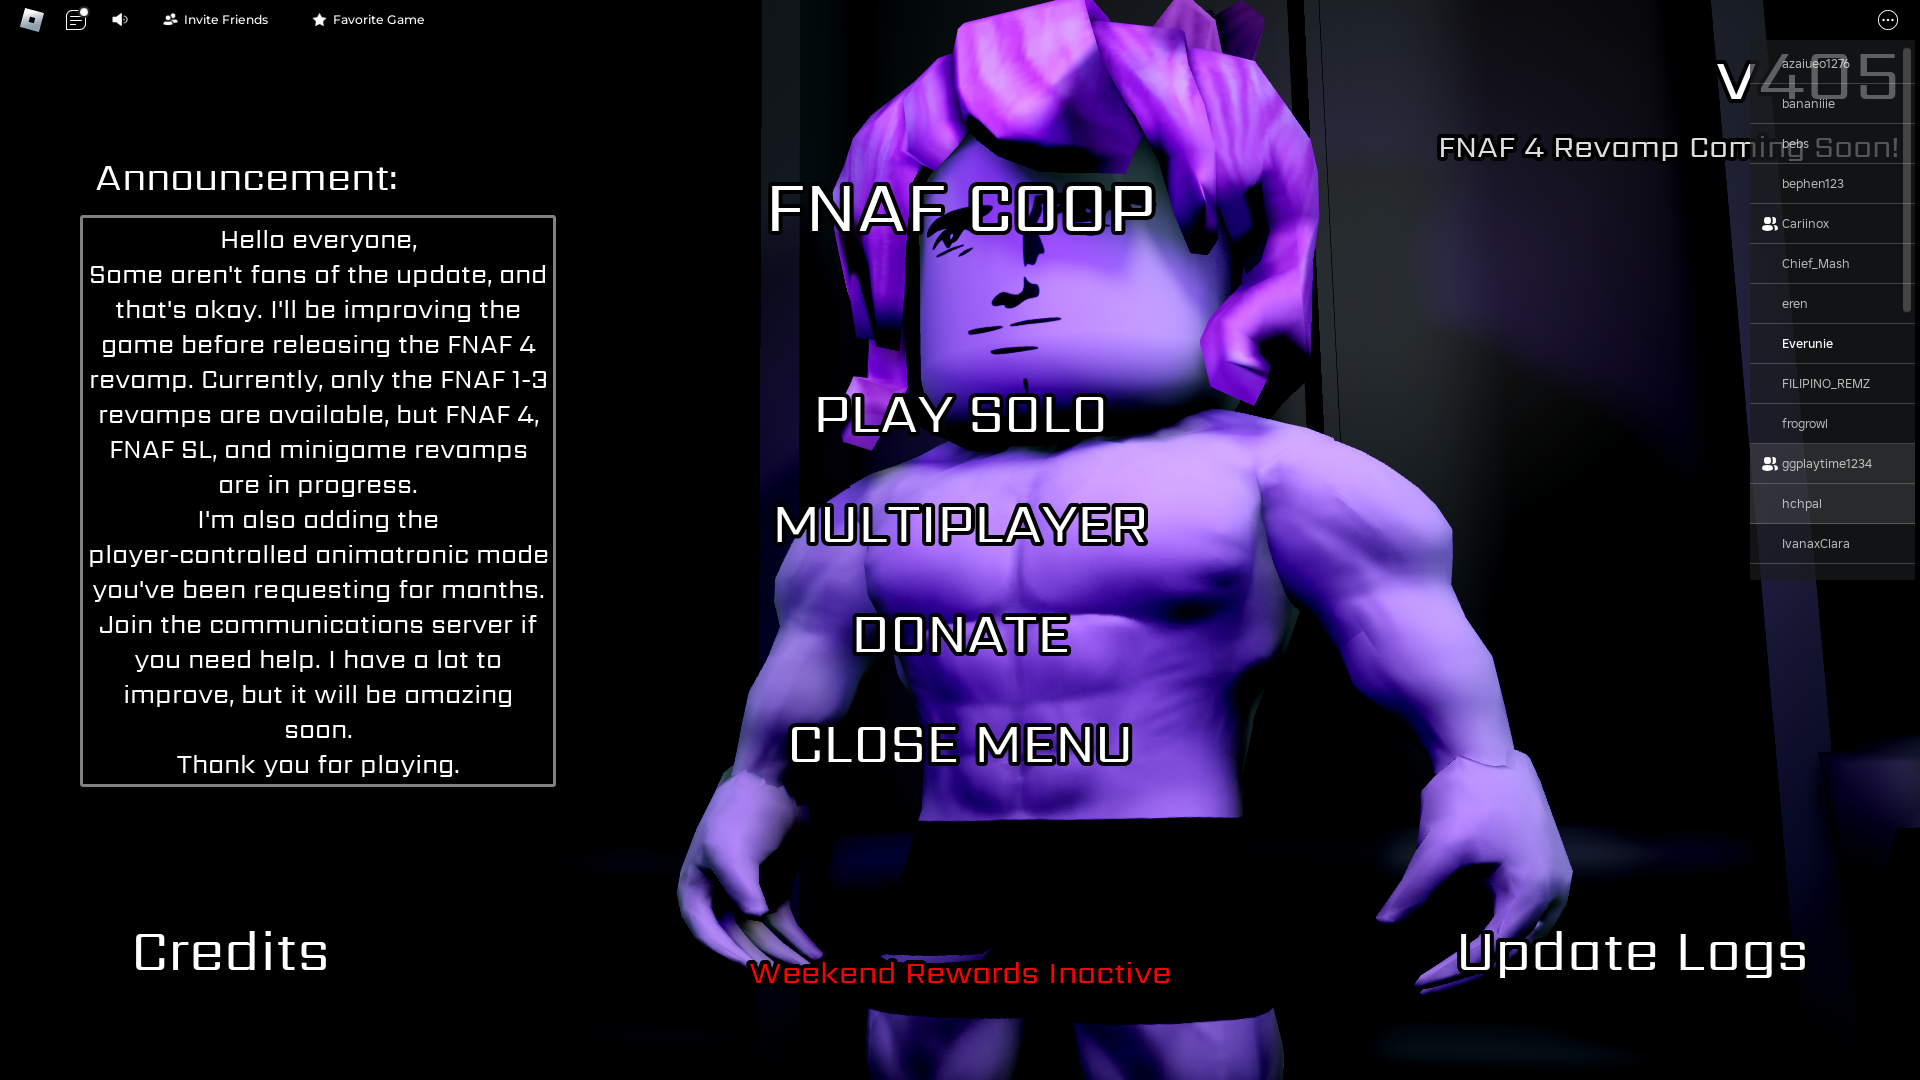 Invite Friends
Favorite Game
v405
FNAF 4 Revamp Coming Soon!
Announcement:
Hello everyone,
Some aren't fans of the update, and
that's okay. I'll be improving the
game before releasing the FNAF 4
revamp. Currently, only the FNAF 1-3
revamps are available, but FNAF 4,
FNAF SL, and minigame revamps
are in progress.
I'm also adding the
player-controlled animatronic mode
you've been requesting for months.
Join the communications server if
you need help. I have a lot to
improve, but it will be amazing
soon.
Thank you for playing.
FNAF COOP
PLAY SOLO
MULTIPLAYER
DONATE
CLOSE MENU
azaiueo1276
bananiiie
bebs
bephen123
Cariinox
Chief_Mash
eren
Everunie
FILIPINO_REMZ
frogrowl
ggplaytime1234
hchpal
IvanaxClara
Credits
Weekend Rewards Inactive
Update Logs